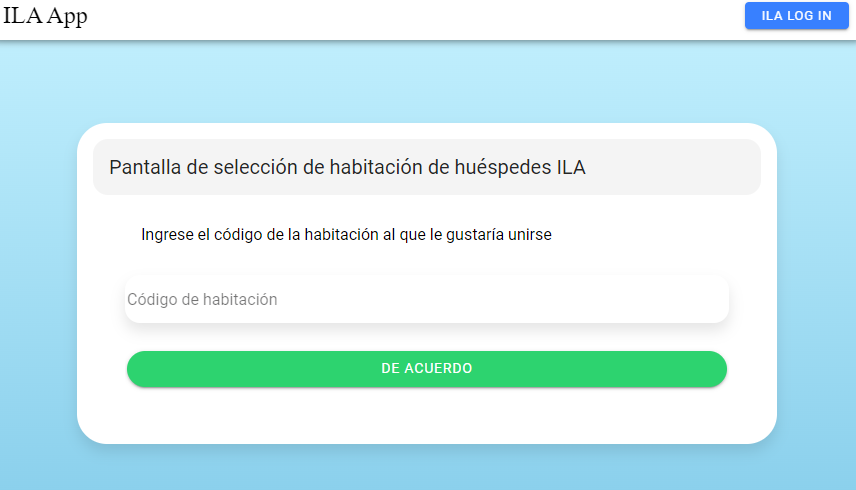 ILA App
ILA LOG IN
Pantalla de selección de habitación de huéspedes ILA
Ingrese el código de la habitación al que le gustaría unirse
Código de habitación
DE ACUERDO